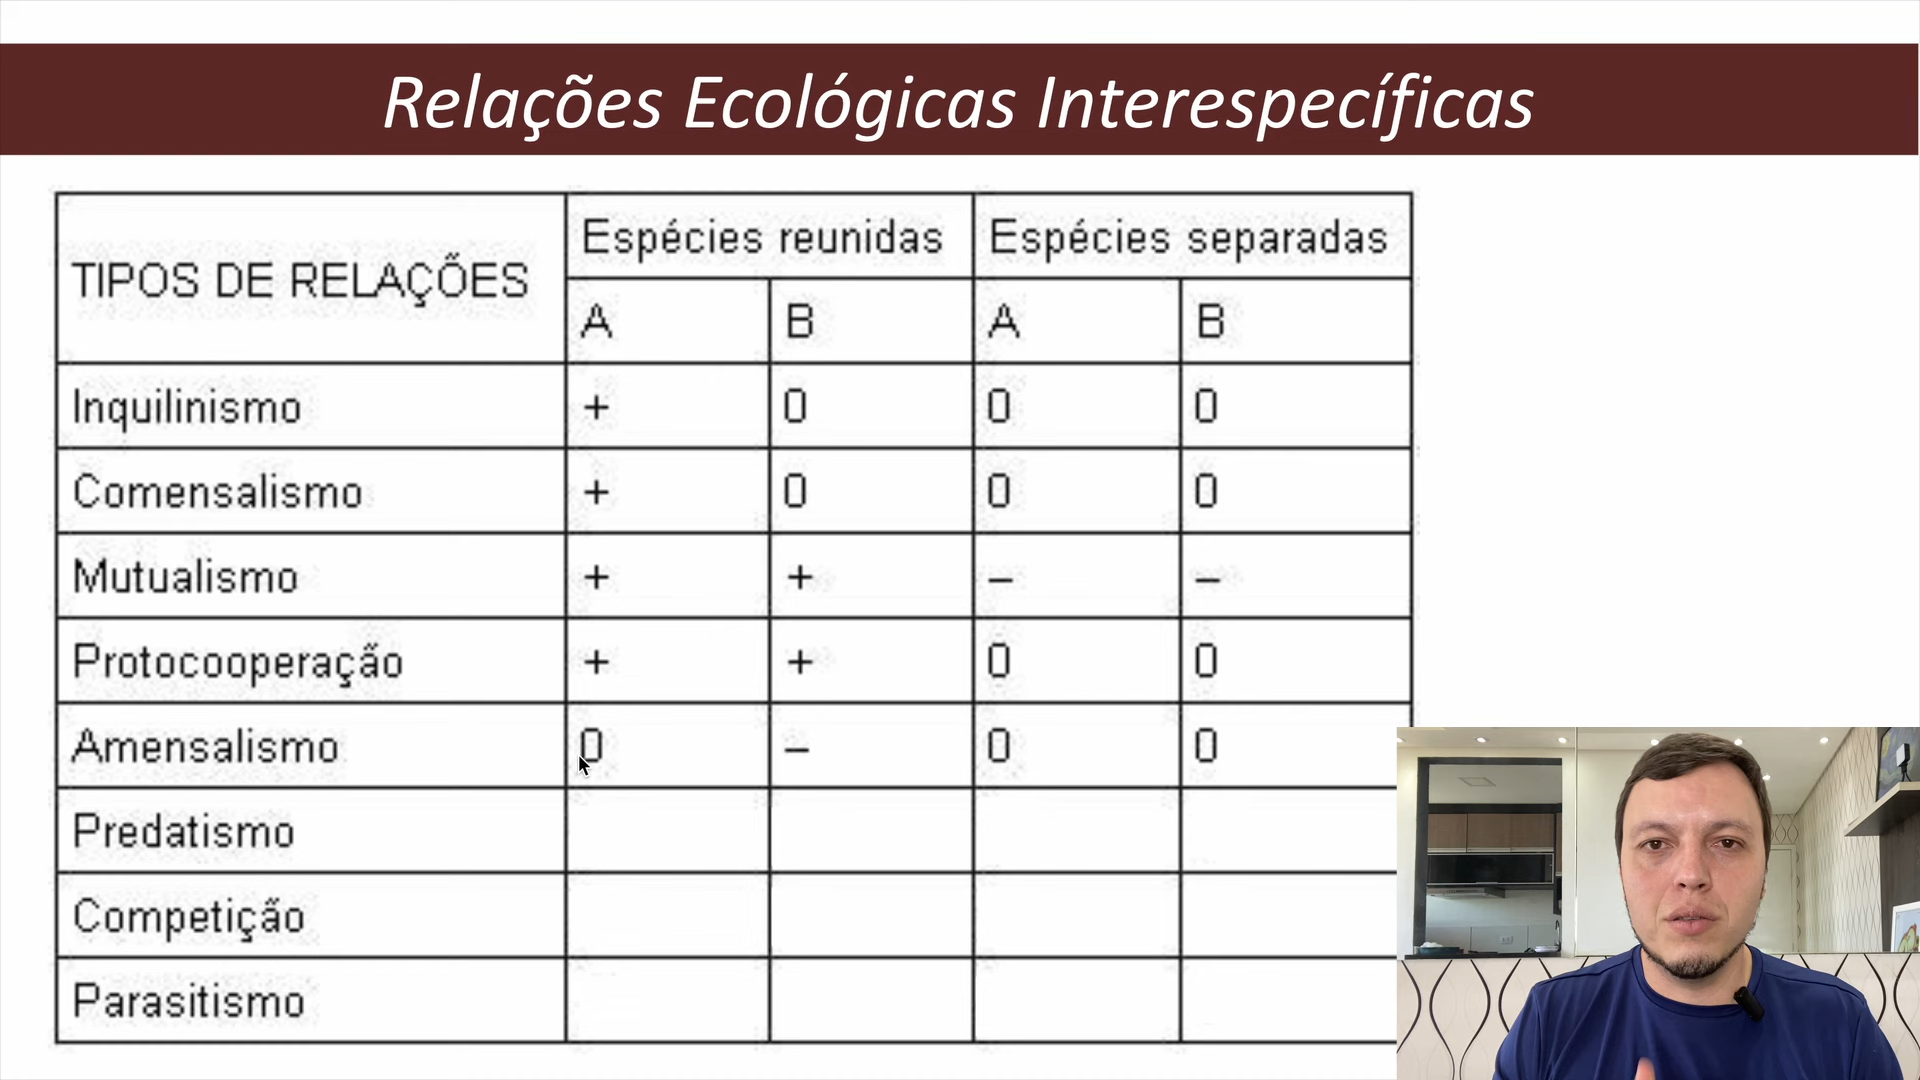 Relações Ecológicas Interespecíficas
TIPOS DE RELAÇÕES Espécies reunidas Espécies separadas
A B A B
Inquilinismo + 0 0 0
Comensalismo + 0 0 0
Mutualismo + + – –
Protocooperação + + 0 0
Amensalismo 0 – 0 0
Predatismo
Competição
Parasitismo